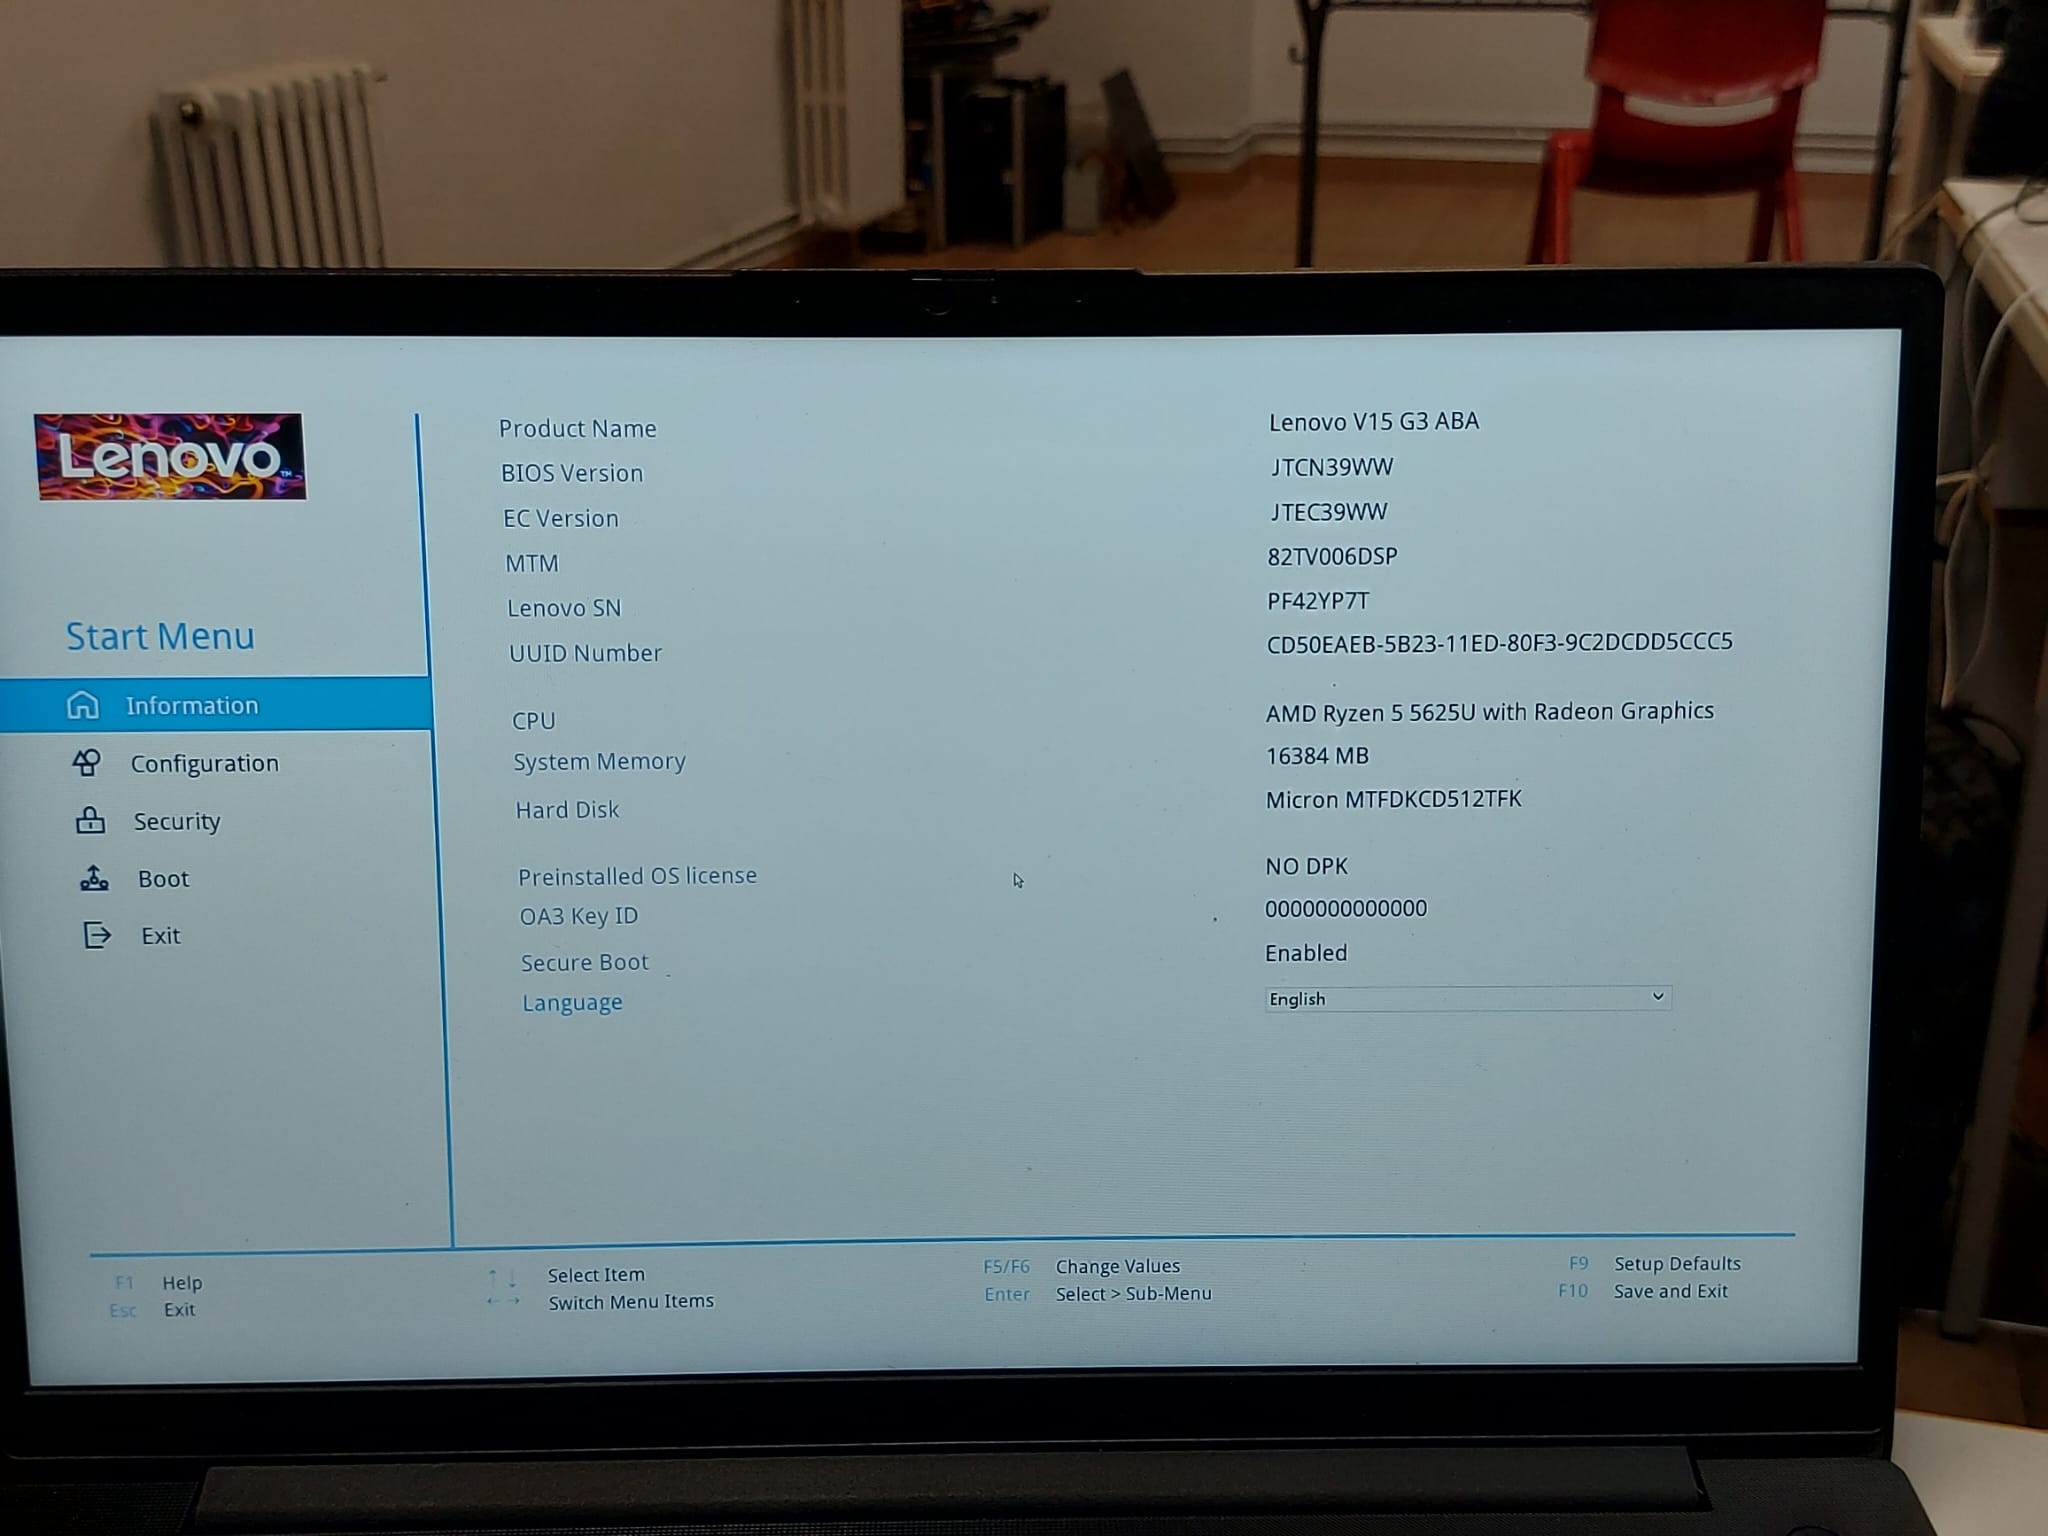 Lenovo™
Start Menu
Information
Configuration
Security
Boot
Exit
Product Name Lenovo V15 G3 ABA
BIOS Version JTCN39WW
EC Version JTEC39WW
MTM 82TV006DSP
Lenovo SN PF42YP7T
UUID Number CD50EAEB-5B23-11ED-80F3-9C2DCDD5CCC5
CPU AMD Ryzen 5 5625U with Radeon Graphics
System Memory 16384 MB
Hard Disk Micron MTFDKCD512TFK
Preinstalled OS license NO DPK
OA3 Key ID 0000000000000
Secure Boot Enabled
Language English
F1 Help ↑ ↓ Select Item F5/F6 Change Values F9 Setup Defaults
Esc Exit ← → Switch Menu Items Enter Select > Sub-Menu F10 Save and Exit